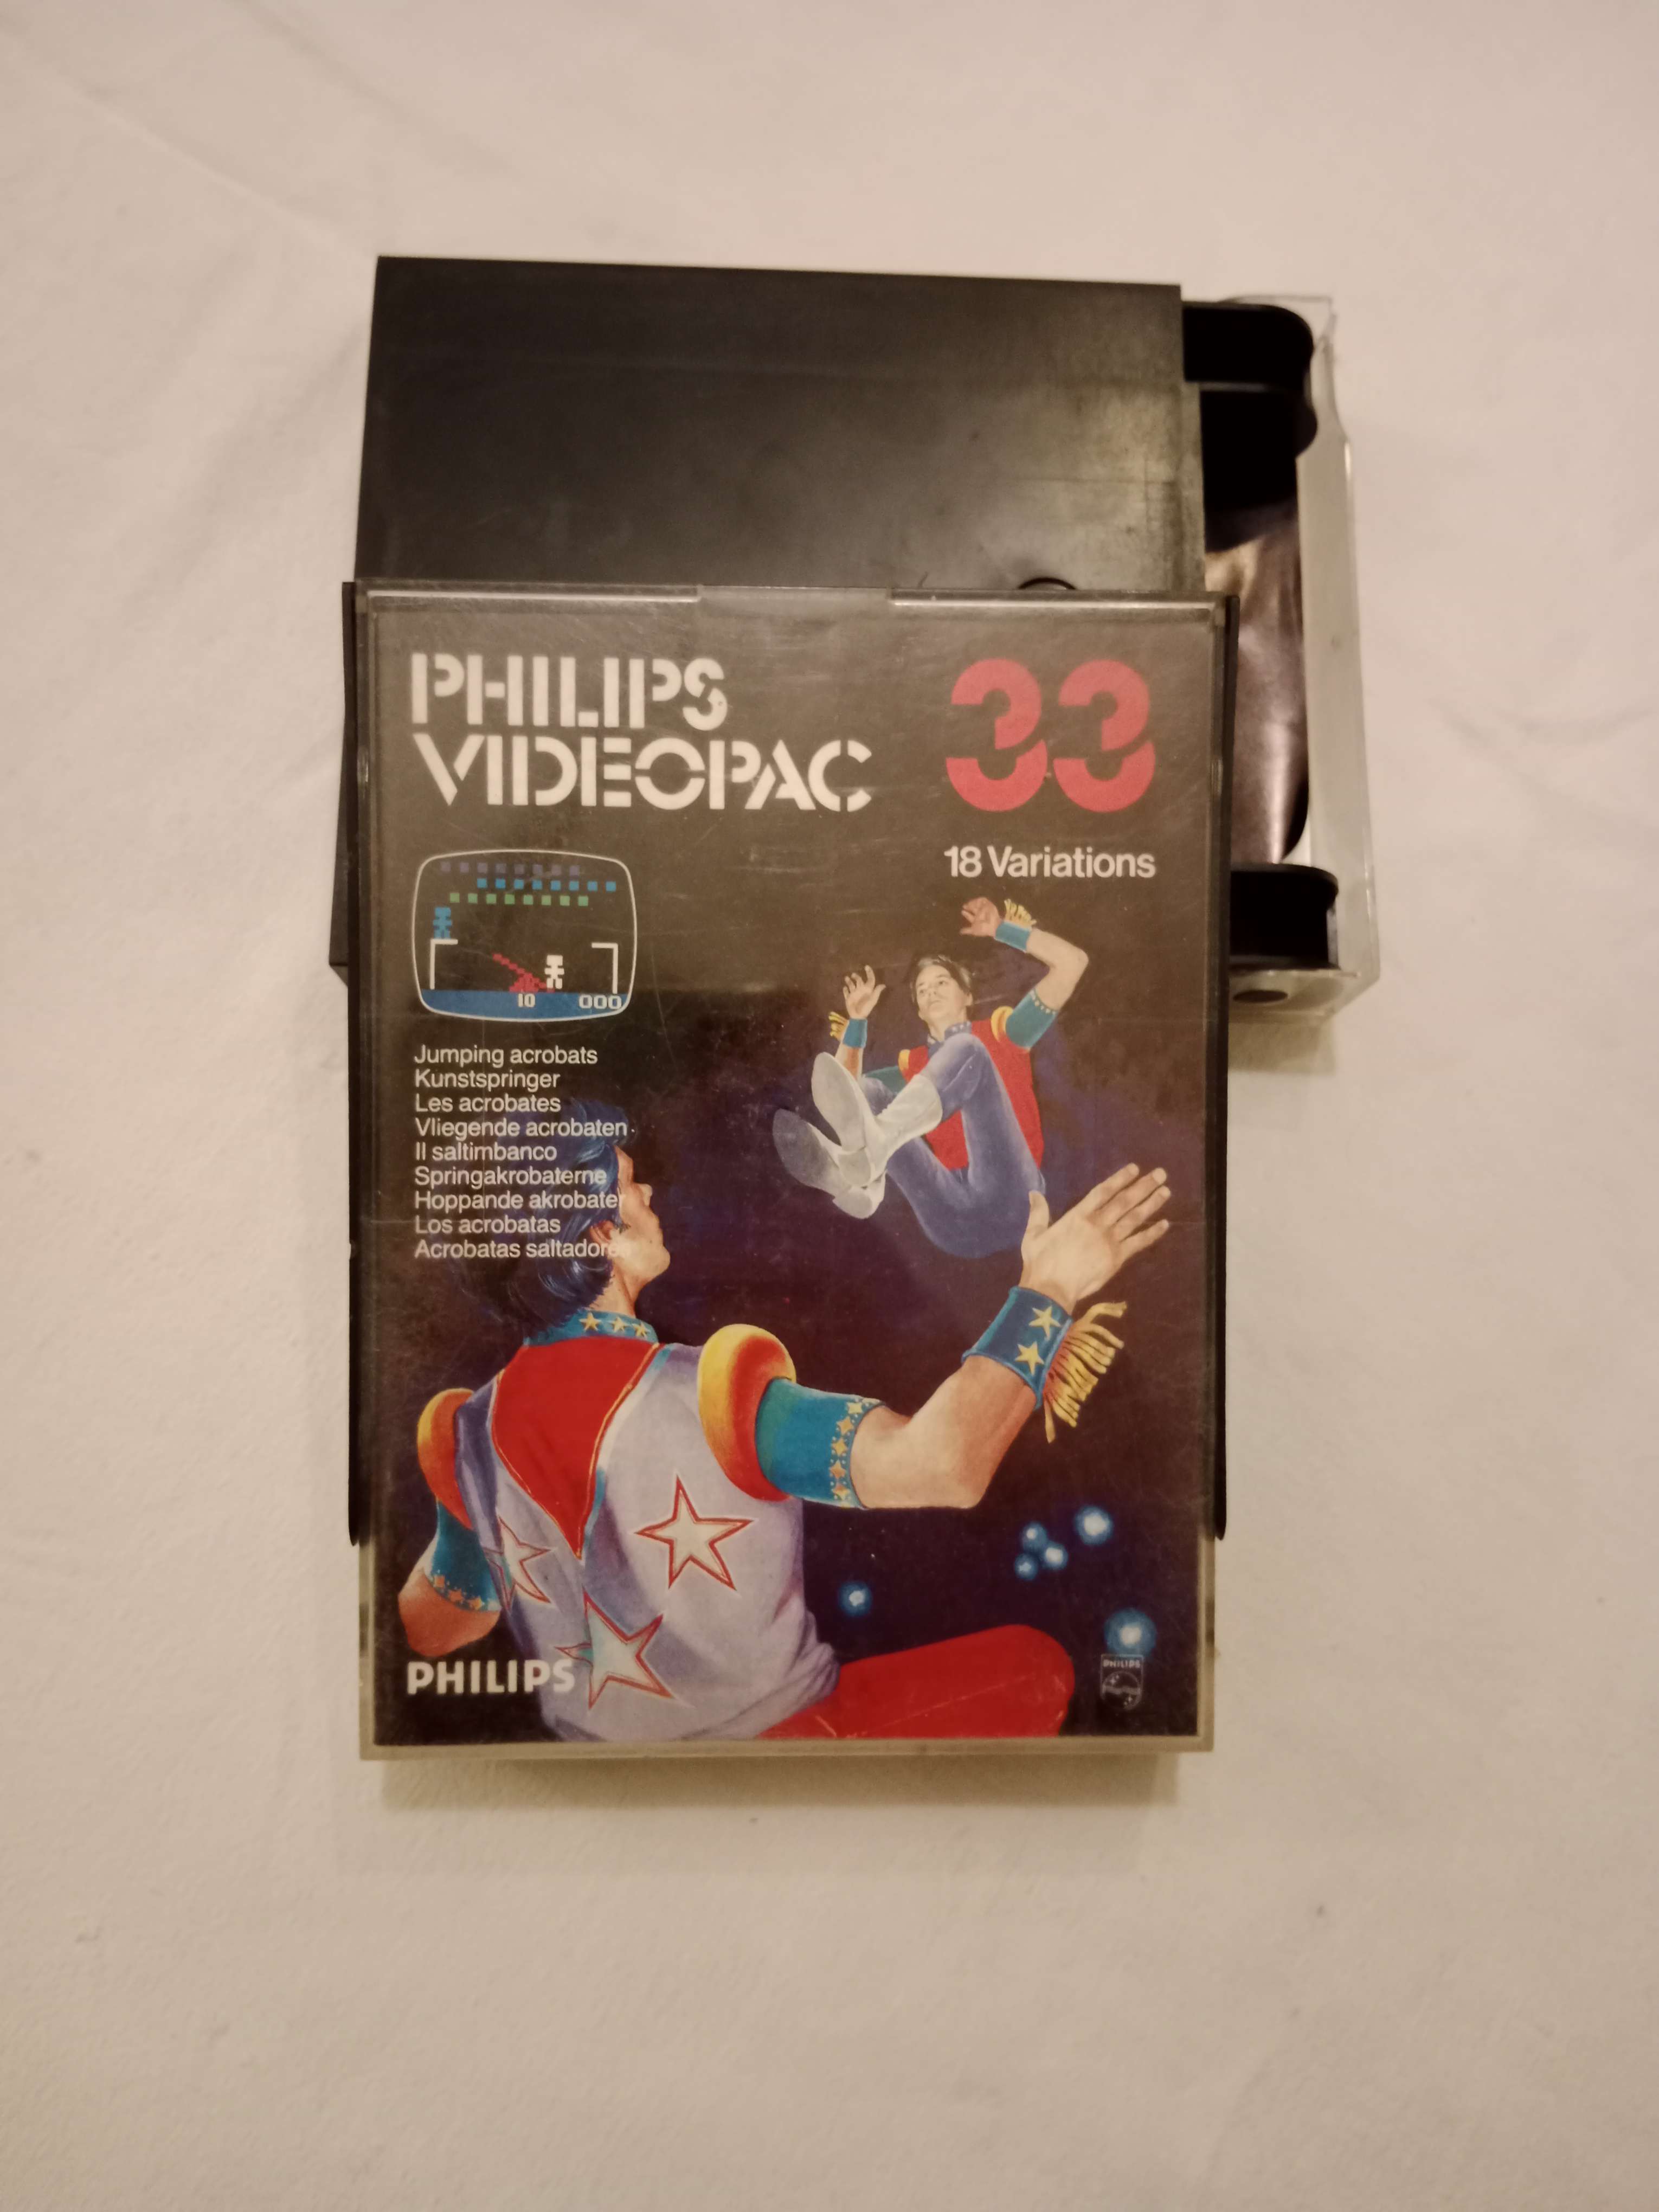 PHILIPS
VIDEOPAC
33
18 Variations
10 000
Jumping acrobats
Kunstspringer
Les acrobates
Vliegende acrobaten
Il saltimbanco
Springakrobaterne
Hoppande akrobater
Los acrobatas
Acrobatas saltadores
PHILIPS
PHILIPS